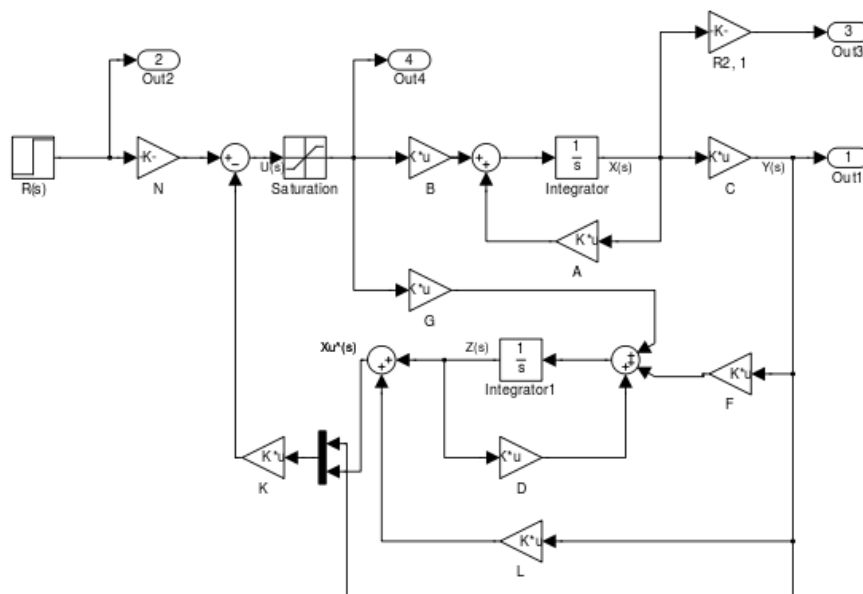 3
Out3
-K-
R2, 1
2
Out2
4
Out4
R(s)
-K-
N
+
−
U(s)
Saturation
K*u
B
+
+
1
s
Integrator
X(s)
K*u
C
Y(s)
1
Out1
K*u
A
K*u
G
Xu^(s)
+
+
Z(s)
1
s
Integrator1
+
+
+
K*u
F
K*u
D
K*u
K
K*u
L